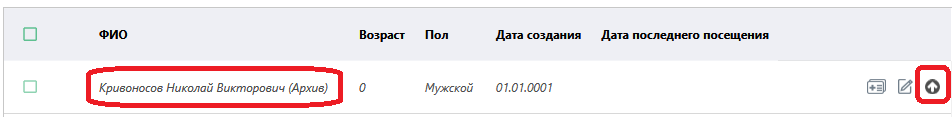 ФИО Возраст Пол Дата создания Дата последнего посещения
Кривоносов Николай Викторович (Архив) 0 Мужской 01.01.0001